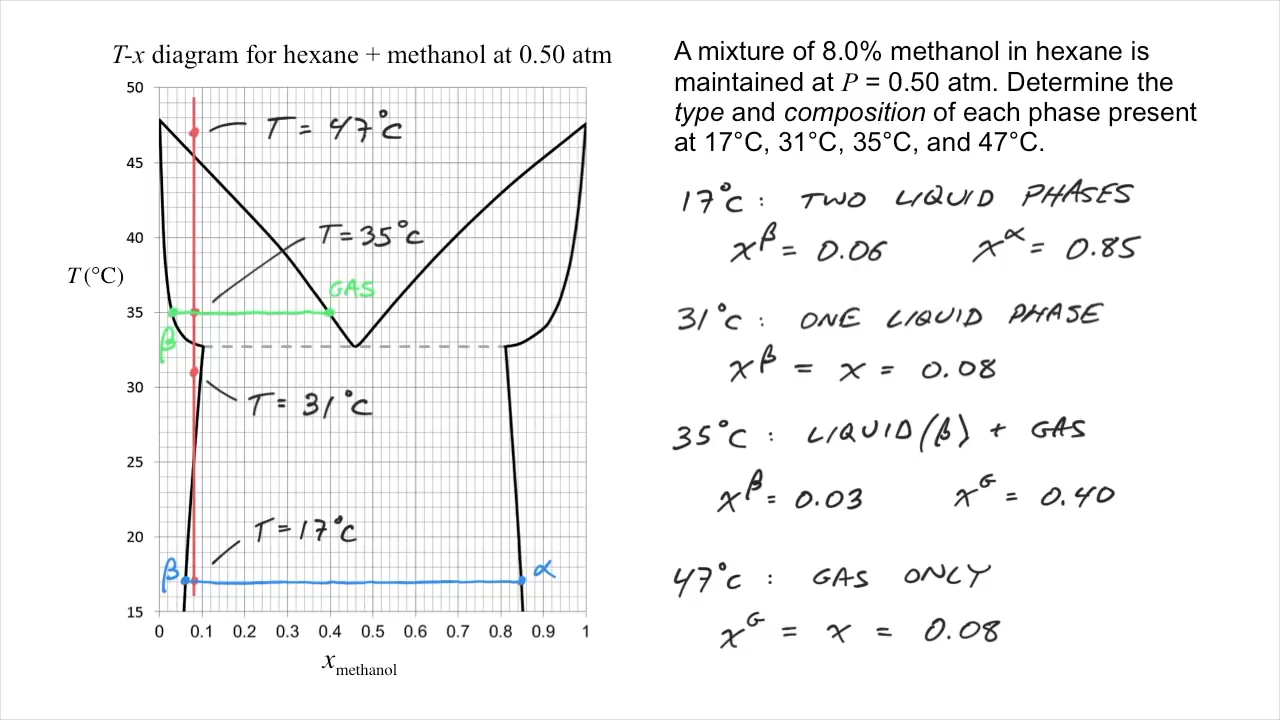 T-x diagram for hexane + methanol at 0.50 atm
50
45
40
35
30
25
20
15
T (°C)
0 0.1 0.2 0.3 0.4 0.5 0.6 0.7 0.8 0.9 1
x methanol
T = 47°C
T = 35°C
GAS
β
T = 31°C
T = 17°C
β
α
A mixture of 8.0% methanol in hexane is
maintained at P = 0.50 atm. Determine the
type and composition of each phase present
at 17°C, 31°C, 35°C, and 47°C.
17°C : TWO LIQUID PHASES
x^β = 0.06 x^α = 0.85
31°C : ONE LIQUID PHASE
x^β = x = 0.08
35°C : LIQUID (β) + GAS
x^β = 0.03 x^G = 0.40
47°C : GAS ONLY
x^G = x = 0.08